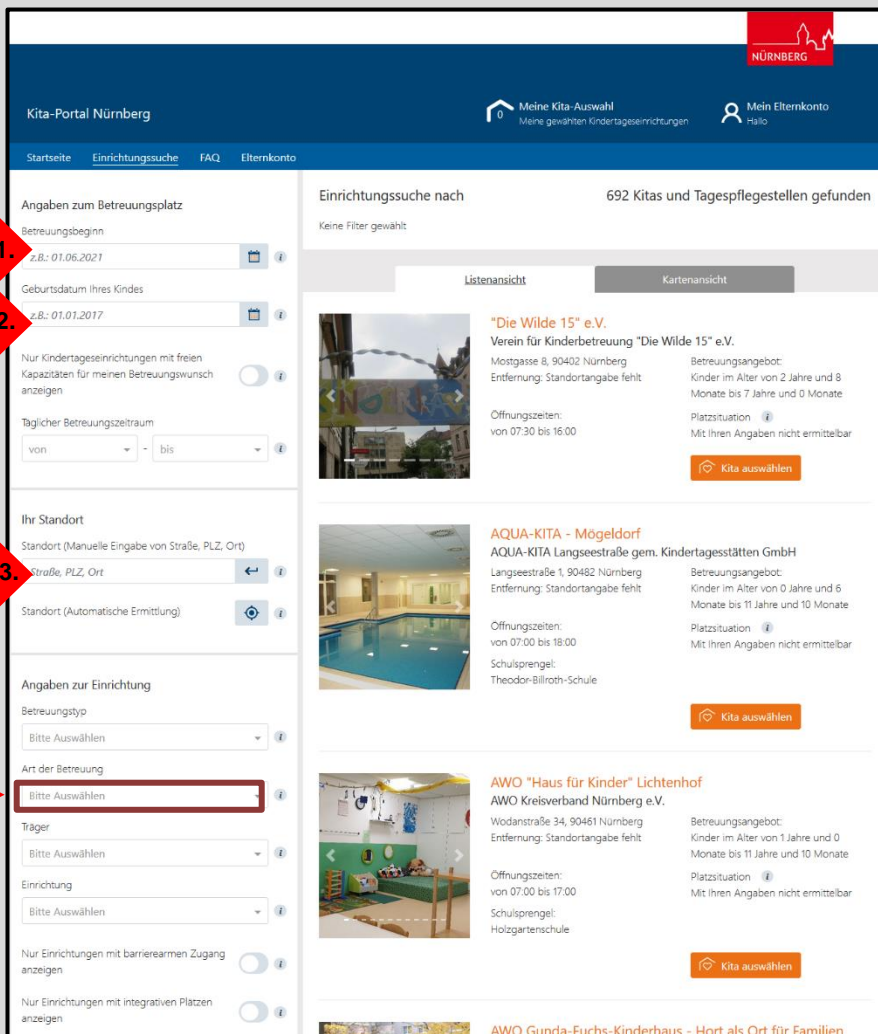 NÜRNBERG
Kita-Portal Nürnberg
0
Meine Kita-Auswahl
Meine gewählten Kindertageseinrichtungen
Mein Elternkonto
Hallo
Startseite Einrichtungssuche FAQ Elternkonto
Angaben zum Betreuungsplatz
Betreuungsbeginn
1.
z.B.: 01.06.2021
Geburtsdatum Ihres Kindes
2.
z.B.: 01.01.2017
Nur Kindertageseinrichtungen mit freien
Kapazitäten für meinen Betreuungswunsch
anzeigen
Täglicher Betreuungszeitraum
von - bis
Ihr Standort
Standort (Manuelle Eingabe von Straße, PLZ, Ort)
3.
Straße, PLZ, Ort
Standort (Automatische Ermittlung)
Angaben zur Einrichtung
Betreuungstyp
Bitte Auswählen
Art der Betreuung
Bitte Auswählen
Träger
Bitte Auswählen
Einrichtung
Bitte Auswählen
Nur Einrichtungen mit barrierearmen Zugang
anzeigen
Nur Einrichtungen mit integrativen Plätzen
anzeigen
Einrichtungssuche nach
692 Kitas und Tagespflegestellen gefunden
Keine Filter gewählt
Listenansicht
Kartenansicht
"Die Wilde 15" e.V.
Verein für Kinderbetreuung "Die Wilde 15" e.V.
Mostgasse 8, 90402 Nürnberg
Entfernung: Standortangabe fehlt
Öffnungszeiten:
von 07:30 bis 16:00
Betreuungsangebot:
Kinder im Alter von 2 Jahre und 8
Monate bis 7 Jahre und 0 Monate
Platzsituation i
Mit Ihren Angaben nicht ermittelbar
Kita auswählen
AQUA-KITA - Mögeldorf
AQUA-KITA Langseestraße gem. Kindertagesstätten GmbH
Langseestraße 1, 90482 Nürnberg
Entfernung: Standortangabe fehlt
Öffnungszeiten:
von 07:00 bis 18:00
Schulsprengel:
Theodor-Billroth-Schule
Betreuungsangebot:
Kinder im Alter von 0 Jahre und 6
Monate bis 11 Jahre und 10 Monate
Platzsituation i
Mit Ihren Angaben nicht ermittelbar
Kita auswählen
AWO "Haus für Kinder" Lichtenhof
AWO Kreisverband Nürnberg e.V.
Wodanstraße 34, 90461 Nürnberg
Entfernung: Standortangabe fehlt
Öffnungszeiten:
von 07:00 bis 17:00
Schulsprengel:
Holzgartenschule
Betreuungsangebot:
Kinder im Alter von 1 Jahre und 0
Monate bis 11 Jahre und 10 Monate
Platzsituation i
Mit Ihren Angaben nicht ermittelbar
Kita auswählen
AWO Gunda-Fuchs-Kinderhaus - Hort als Ort für Familien